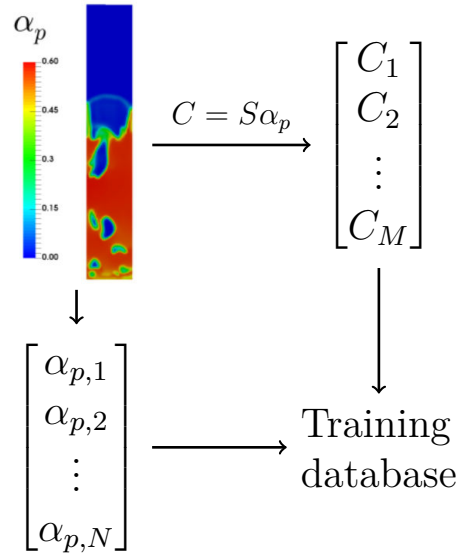 α_p
0.60
0.45
0.3
0.15
0.00
C = Sα_p
C_1
C_2
⋮
C_M
α_{p,1}
α_{p,2}
⋮
α_{p,N}
Training
database